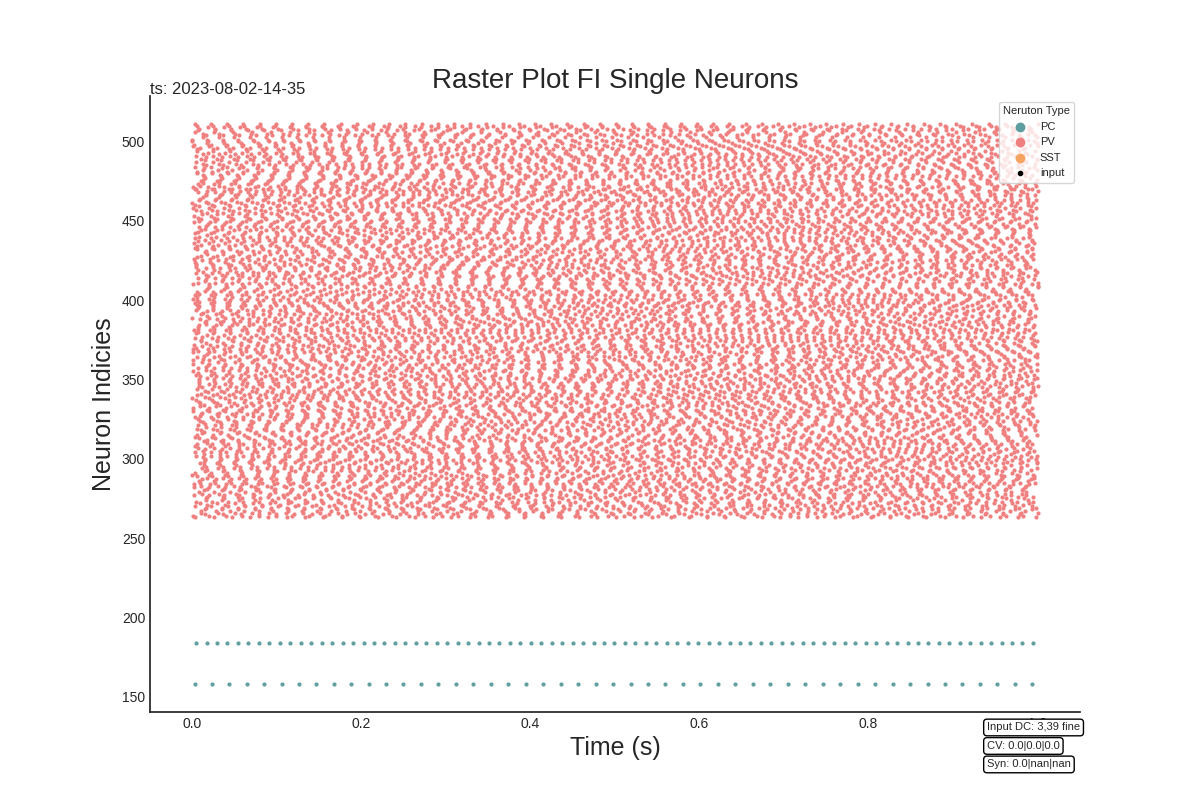 Raster Plot FI Single Neurons
ts: 2023-08-02-14-35
Neruton Type
PC
PV
SST
input
Neuron Indicies
500
450
400
350
300
250
200
150
0.0
0.2
0.4
0.6
0.8
Time (s)
Input DC: 3,39 fine
CV: 0.0|0.0|0.0
Syn: 0.0|nan|nan